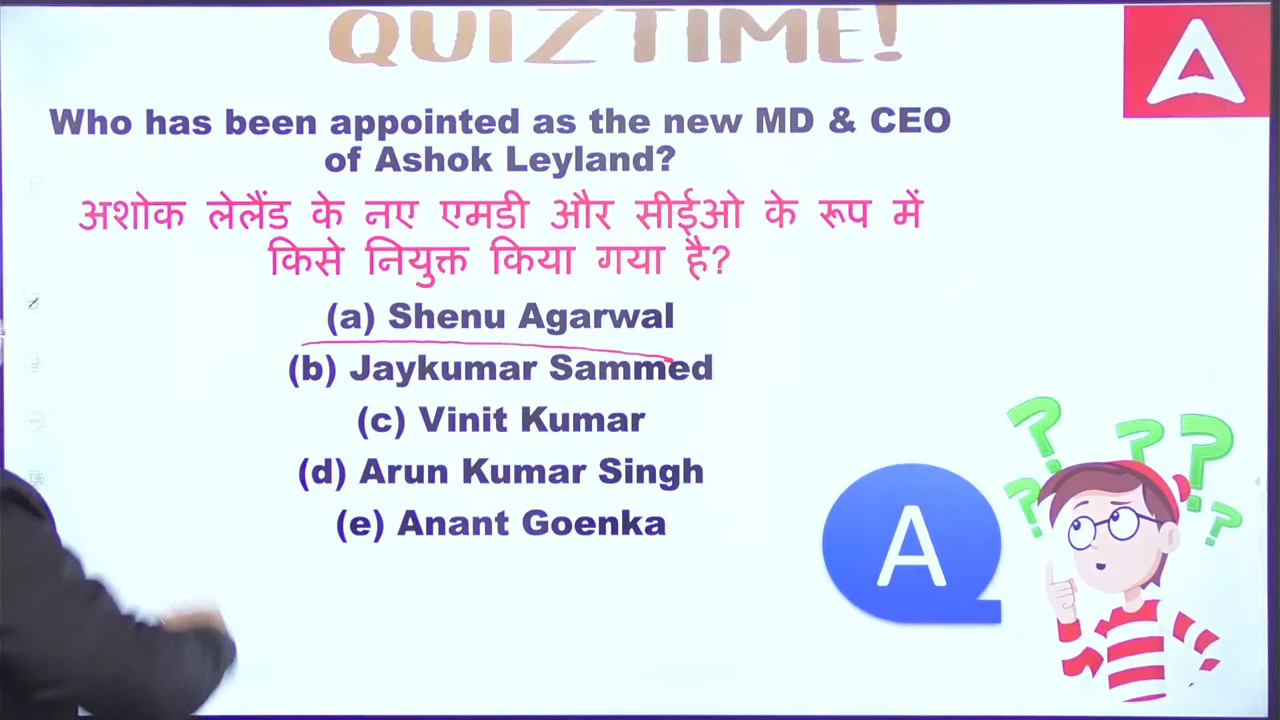 QUIZTIME!
Who has been appointed as the new MD & CEO
of Ashok Leyland?
अशोक लेलैंड के नए एमडी और सीईओ के रूप में
किसे नियुक्त किया गया है?
(a) Shenu Agarwal
(b) Jaykumar Sammed
(c) Vinit Kumar
(d) Arun Kumar Singh
(e) Anant Goenka
A